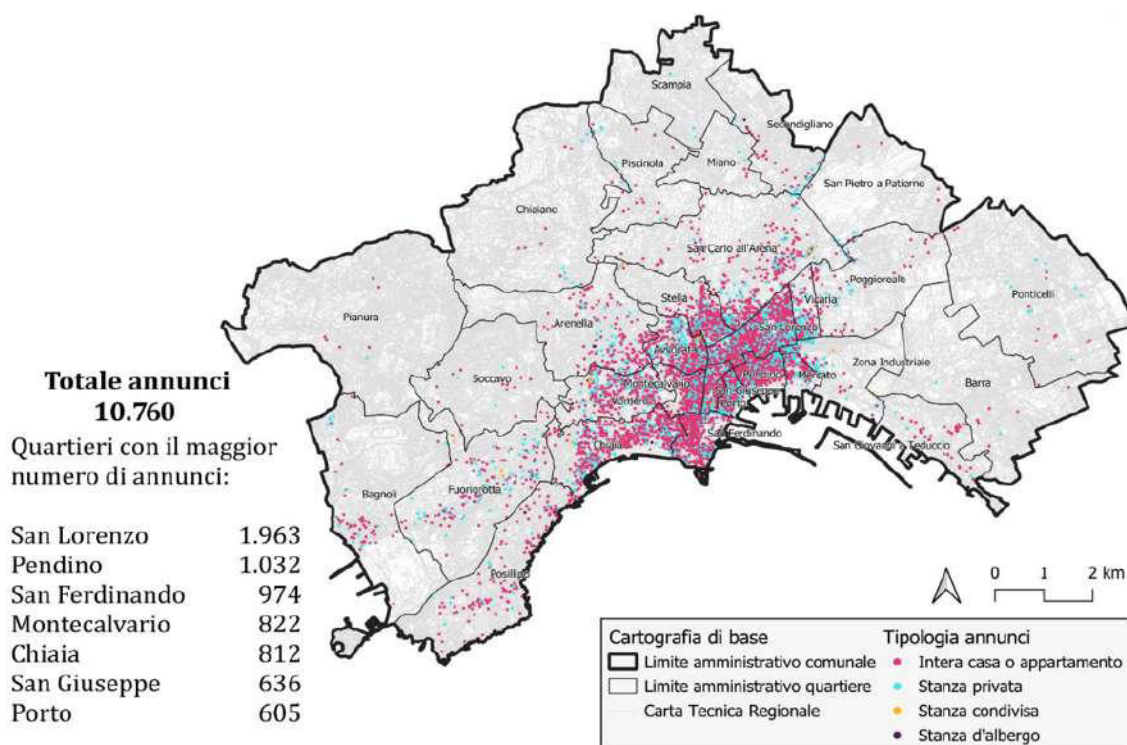 Scampia
Secondigliano
Piscinola
Miano
San Pietro a Patierno
Chiaiano
San Carlo all'Arena
Poggioreale
Ponticelli
Stella
Vicaria
Pianura
Arenella
San Lorenzo
Avvocata
Zona Industriale
Soccavo
Montecalvario
Pendino
Mercato
Barra
Vomero
San Giuseppe
Porto
San Ferdinando
Chiaia
San Giovanni a Teduccio
Bagnoli
Fuorigrotta
Posillipo
Totale annunci
10.760
Quartieri con il maggior
numero di annunci:
San Lorenzo 1.963
Pendino 1.032
San Ferdinando 974
Montecalvario 822
Chiaia 812
San Giuseppe 636
Porto 605
0 1 2 km
Cartografia di base
Limite amministrativo comunale
Limite amministrativo quartiere
Carta Tecnica Regionale
Tipologia annunci
Intera casa o appartamento
Stanza privata
Stanza condivisa
Stanza d'albergo